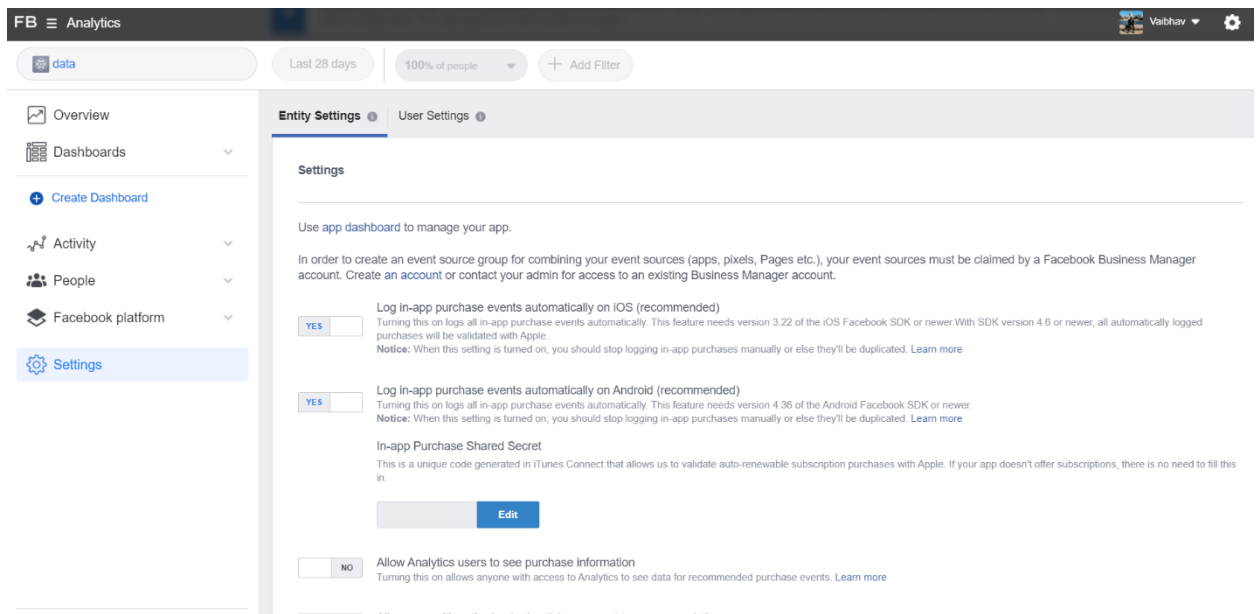 FB ≡ Analytics
Vaibhav
data
Last 28 days
100% of people
+ Add Filter
Overview
Dashboards
Create Dashboard
Activity
People
Facebook platform
Settings
Entity Settings
User Settings
Settings
Use app dashboard to manage your app.
In order to create an event source group for combining your event sources (apps, pixels, Pages etc.), your event sources must be claimed by a Facebook Business Manager
account. Create an account or contact your admin for access to an existing Business Manager account.
YES
Log in-app purchase events automatically on iOS (recommended)
Turning this on logs all in-app purchase events automatically. This feature needs version 3.22 of the iOS Facebook SDK or newer.With SDK version 4.6 or newer, all automatically logged
purchases will be validated with Apple.
Notice: When this setting is turned on, you should stop logging in-app purchases manually or else they'll be duplicated. Learn more
YES
Log in-app purchase events automatically on Android (recommended)
Turning this on logs all in-app purchase events automatically. This feature needs version 4.36 of the Android Facebook SDK or newer.
Notice: When this setting is turned on, you should stop logging in-app purchases manually or else they'll be duplicated. Learn more
In-app Purchase Shared Secret
This is a unique code generated in iTunes Connect that allows us to validate auto-renewable subscription purchases with Apple. If your app doesn't offer subscriptions, there is no need to fill this
in.
Edit
NO
Allow Analytics users to see purchase information
Turning this on allows anyone with access to Analytics to see data for recommended purchase events. Learn more